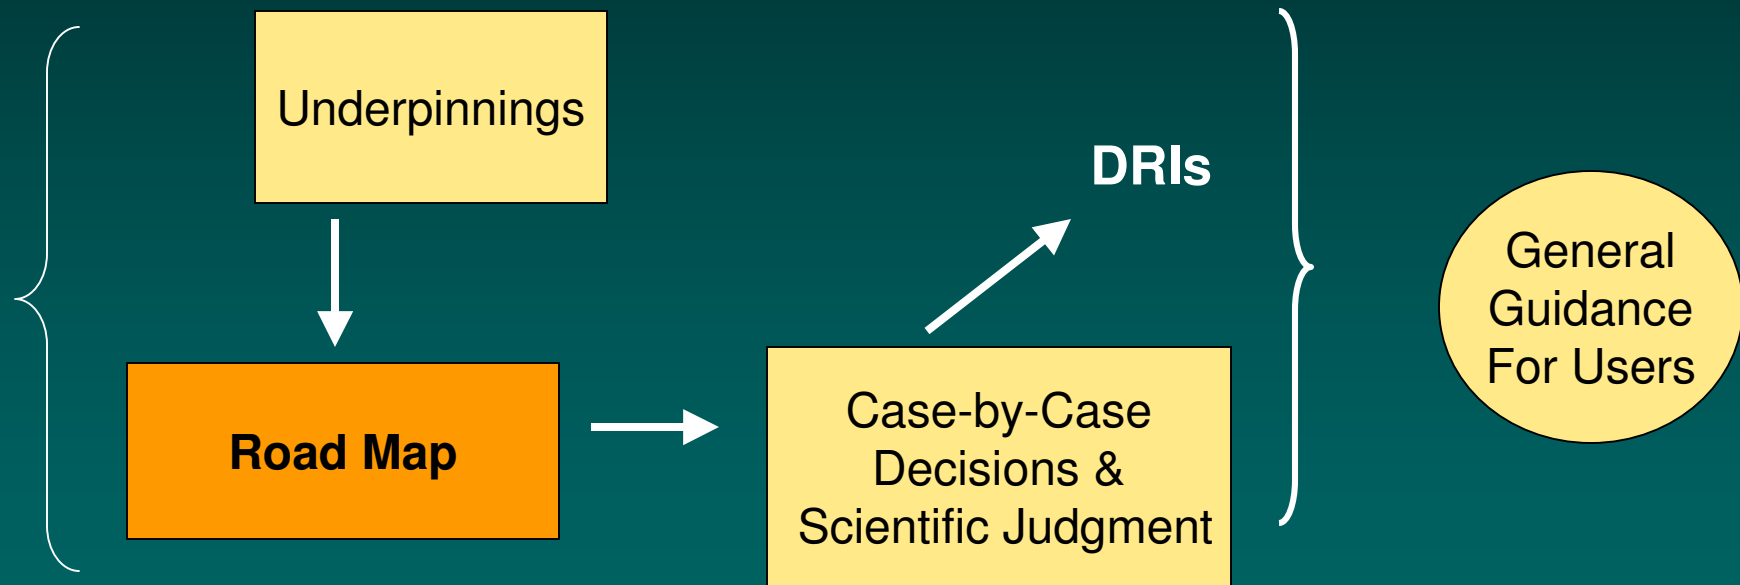 Underpinnings
Road Map
Case-by-Case
Decisions &
Scientific Judgment
DRIs
General
Guidance
For Users